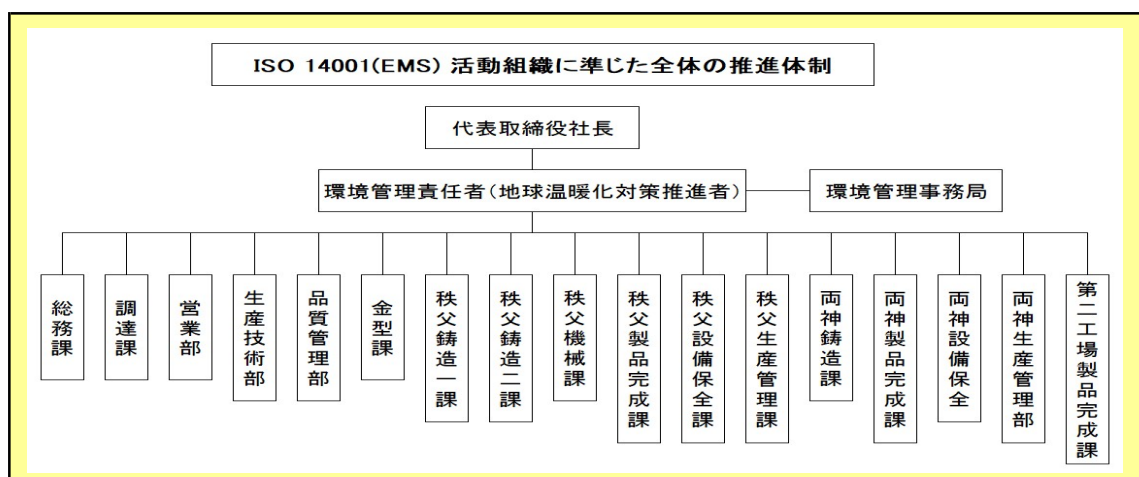 ISO 14001(EMS) 活動組織に準じた全体の推進体制
代表取締役社長
環境管理責任者(地球温暖化対策推進者)
環境管理事務局
総務課
調達課
営業部
生産技術部
品質管理部
金型課
秩父鋳造一課
秩父鋳造二課
秩父機械課
秩父製品完成課
秩父設備保全課
秩父生産管理課
両神鋳造課
両神製品完成課
両神設備保全
両神生産管理部
第二工場製品完成課